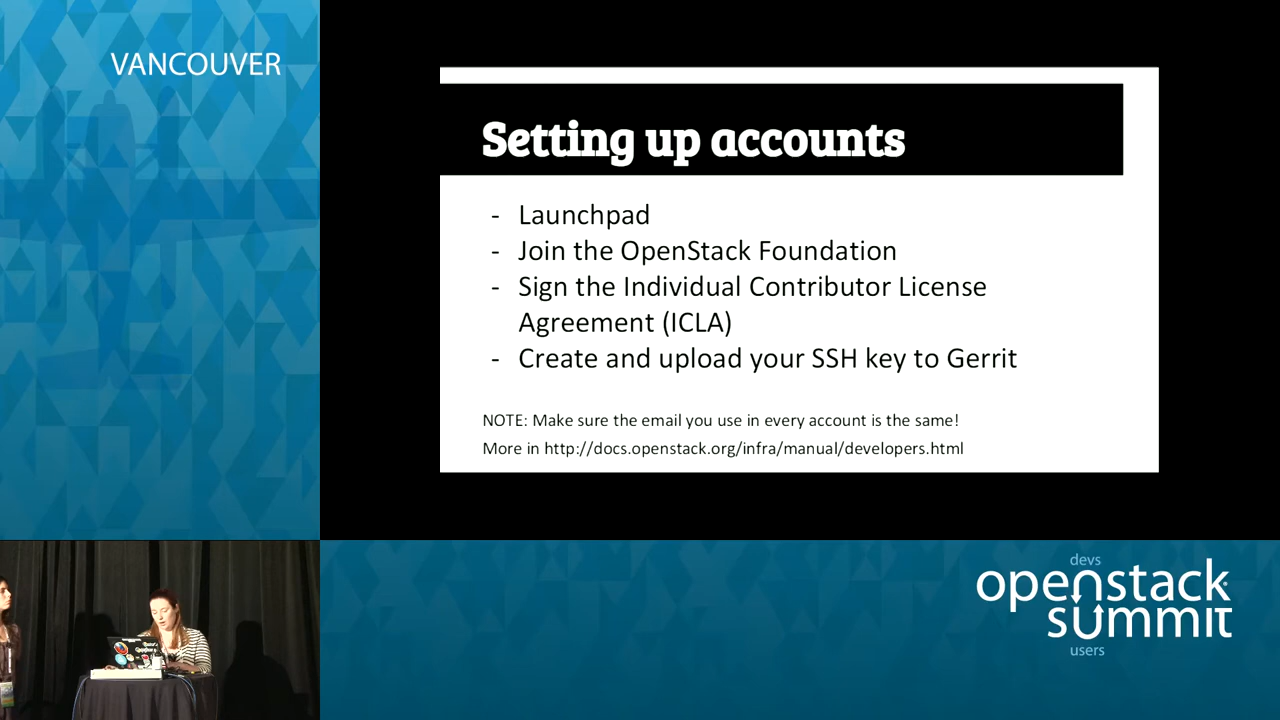 VANCOUVER
Setting up accounts
- Launchpad
- Join the OpenStack Foundation
- Sign the Individual Contributor License
Agreement (ICLA)
- Create and upload your SSH key to Gerrit
NOTE: Make sure the email you use in every account is the same!
More in http://docs.openstack.org/infra/manual/developers.html
devs
openstack
summit
users